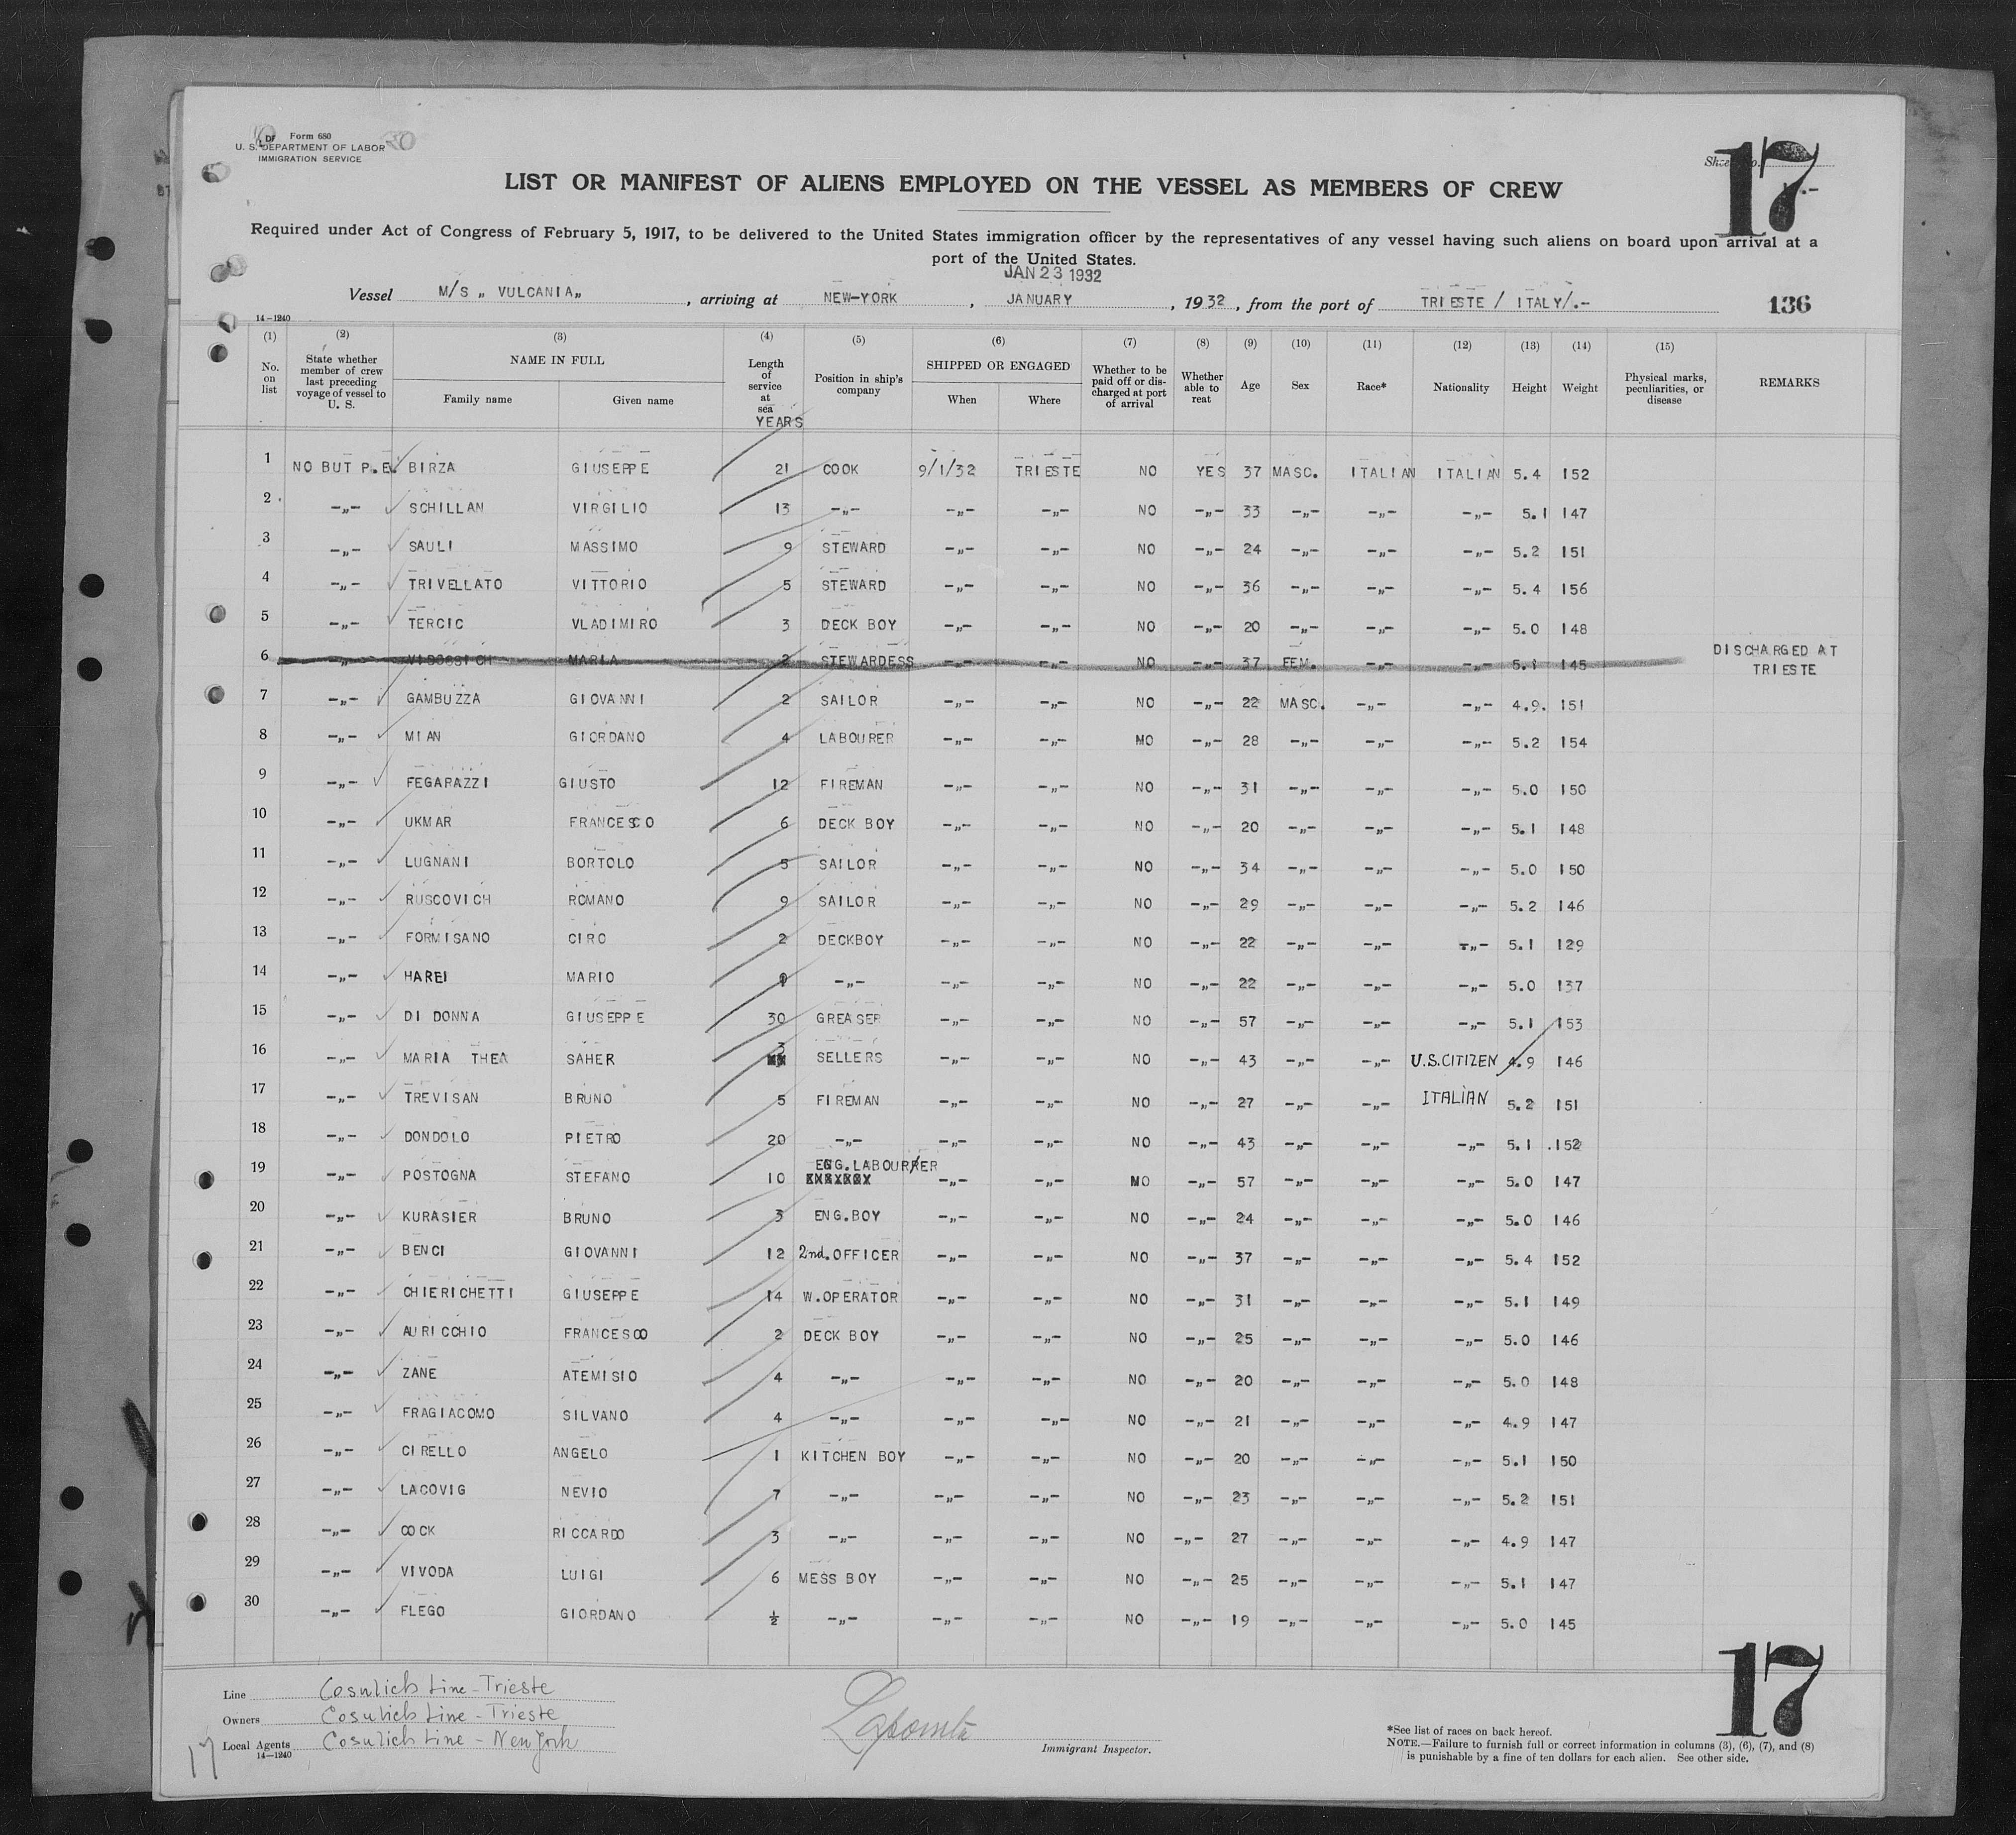 Form 680
U. S. DEPARTMENT OF LABOR
IMMIGRATION SERVICE
Sheet No.
17
LIST OR MANIFEST OF ALIENS EMPLOYED ON THE VESSEL AS MEMBERS OF CREW
Required under Act of Congress of February 5, 1917, to be delivered to the United States immigration officer by the representatives of any vessel having such aliens on board upon arrival at a
port of the United States.
JAN 23 1932
Vessel M/S „ VULCANIA„ , arriving at NEW-YORK , JANUARY , 1932 , from the port of TRIESTE / ITALY/.- 136
14-1240
(1) (2) (3) (4) (5) (6) (7) (8) (9) (10) (11) (12) (13) (14) (15)
No. on list State whether member of crew last preceding voyage of vessel to U. S. NAME IN FULL Family name Given name Length of service at sea YEARS Position in ship's company SHIPPED OR ENGAGED When Where Whether to be paid off or discharged at port of arrival Whether able to reat Age Sex Race* Nationality Height Weight Physical marks, peculiarities, or disease REMARKS
1 NO BUT P.E. BIRZA GIUSEPPE 21 COOK 9/1/32 TRIESTE NO YES 37 MASC. ITALIAN ITALIAN 5.4 152
2 -„- SCHILLAN VIRGILIO 13 -„- -„- -„- NO -„- 33 -„- -„- -„- 5.1 147
3 -„- SAULI MASSIMO 9 STEWARD -„- -„- NO -„- 24 -„- -„- -„- 5.2 151
4 -„- TRIVELLATO VITTORIO 5 STEWARD -„- -„- NO -„- 36 -„- -„- -„- 5.4 156
5 -„- TERCIC VLADIMIRO 3 DECK BOY -„- -„- NO -„- 20 -„- -„- -„- 5.0 148
6 -„- VIDOSSICH MARIA 2 STEWARDESS -„- -„- NO -„- 37 FEM. -„- -„- 5.1 145 DISCHARGED AT TRIESTE
7 -„- GAMBUZZA GIOVANNI 2 SAILOR -„- -„- NO -„- 22 MASC. -„- -„- 4.9. 151
8 -„- MIAN GIORDANO 4 LABOURER -„- -„- MO -„- 28 -„- -„- -„- 5.2 154
9 -„- FEGARAZZI GIUSTO 12 FIREMAN -„- -„- NO -„- 31 -„- -„- -„- 5.0 150
10 -„- UKMAR FRANCESCO 6 DECK BOY -„- -„- NO -„- 20 -„- -„- -„- 5.1 148
11 -„- LUGNANI BORTOLO 5 SAILOR -„- -„- NO -„- 34 -„- -„- -„- 5.0 150
12 -„- RUSCOVICH ROMANO 9 SAILOR -„- -„- NO -„- 29 -„- -„- -„- 5.2 146
13 -„- FORMISANO CIRO 2 DECKBOY -„- -„- NO -„- 22 -„- -„- -„- 5.1 129
14 -„- HAREI MARIO -„- -„- -„- NO -„- 22 -„- -„- -„- 5.0 137
15 -„- DI DONNA GIUSEPPE 30 GREASER -„- -„- NO -„- 57 -„- -„- -„- 5.1 153
16 -„- MARIA THEA SAHER 3 SELLERS -„- -„- NO -„- 43 -„- -„- U.S.CITIZEN 4.9 146
17 -„- TREVISAN BRUNO 5 FIREMAN -„- -„- NO -„- 27 -„- -„- ITALIAN 5.2 151
18 -„- DONDOLO PIETRO 20 -„- -„- -„- NO -„- 43 -„- -„- -„- 5.1 .152
19 -„- POSTOGNA STEFANO 10 ENG.LABOURER -„- -„- MO -„- 57 -„- -„- -„- 5.0 147
20 -„- KURASIER BRUNO 3 ENG.BOY -„- -„- NO -„- 24 -„- -„- -„- 5.0 146
21 -„- BENCI GIOVANNI 12 2nd.OFFICER -„- -„- NO -„- 37 -„- -„- -„- 5.4 152
22 -„- CHIERICHETTI GIUSEPPE 14 W.OPERATOR -„- -„- NO -„- 31 -„- -„- -„- 5.1 149
23 -„- AURICCHIO FRANCESCO 2 DECK BOY -„- -„- NO -„- 25 -„- -„- -„- 5.0 146
24 -„- ZANE ATEMISIO 4 -„- -„- -„- NO -„- 20 -„- -„- -„- 5.0 148
25 -„- FRAGIACOMO SILVANO 4 -„- -„- -„- NO -„- 21 -„- -„- -„- 4.9 147
26 -„- CIRELLO ANGELO 1 KITCHEN BOY -„- -„- NO -„- 20 -„- -„- -„- 5.1 150
27 -„- LACOVIG NEVIO 7 -„- -„- -„- NO -„- 23 -„- -„- -„- 5.2 151
28 -„- COCK RICCARDO 3 -„- -„- -„- NO -„- 27 -„- -„- -„- 4.9 147
29 -„- VIVODA LUIGI 6 MESS BOY -„- -„- NO -„- 25 -„- -„- -„- 5.1 147
30 -„- FLEGO GIORDANO ½ -„- -„- -„- NO -„- 19 -„- -„- -„- 5.0 145
Line Cosulich Line - Trieste
Owners Cosulich Line - Trieste
Local Agents Cosulich Line - New York
14-1240
17
Immigrant Inspector.
*See list of races on back hereof.
NOTE.—Failure to furnish full or correct information in columns (3), (6), (7), and (8)
is punishable by a fine of ten dollars for each alien. See other side.
17